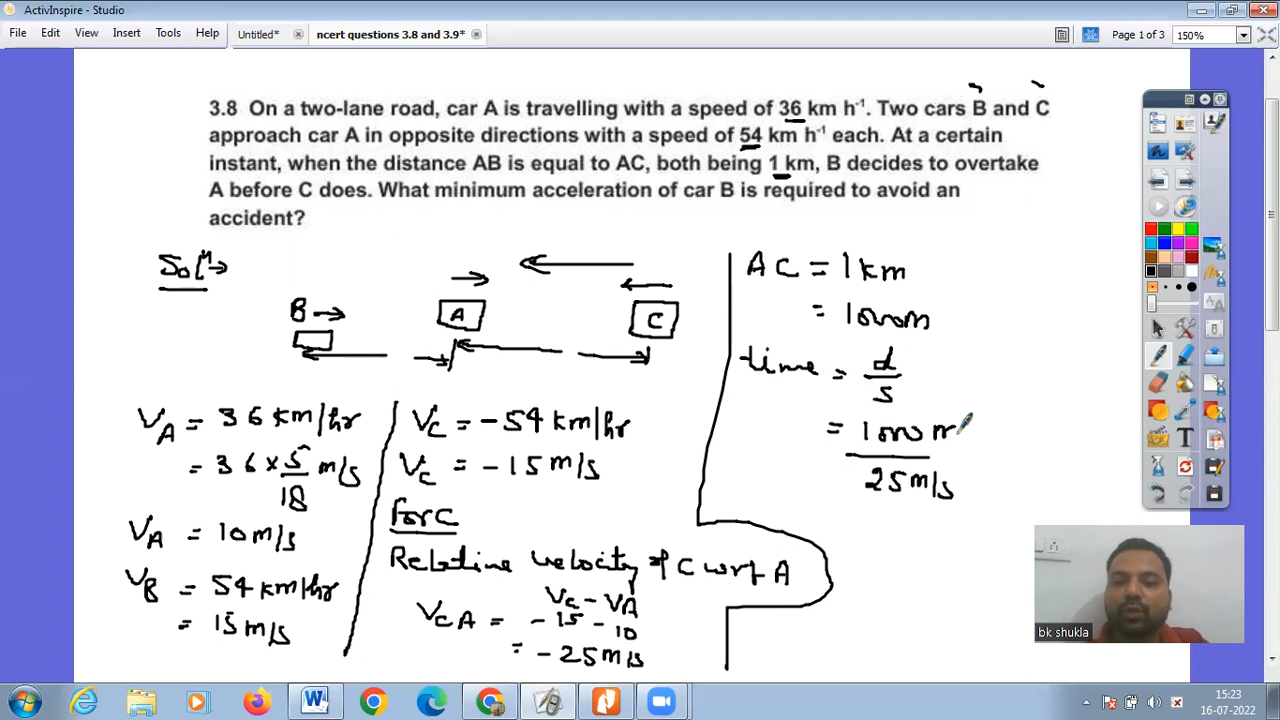 ActivInspire - Studio
File Edit View Insert Tools Help
Untitled*
ncert questions 3.8 and 3.9*
Page 1 of 3
150%
3.8 On a two-lane road, car A is travelling with a speed of 36 km h-1. Two cars B and C
approach car A in opposite directions with a speed of 54 km h-1 each. At a certain
instant, when the distance AB is equal to AC, both being 1 km, B decides to overtake
A before C does. What minimum acceleration of car B is required to avoid an
accident?
Soln→
B
A
C
VA = 36 km/hr
= 36 × 5/18 m/s
VA = 10 m/s
VB = 54 km/hr
= 15 m/s
VC = -54 km/hr
VC = -15 m/s
For C
Relative velocity of C wrt A
VC - VA
VCA = -15 - 10
= -25 m/s
AC = 1 km
= 1000m
time = d/s
= 1000 m
25 m/s
bk shukla
15:23
16-07-2022